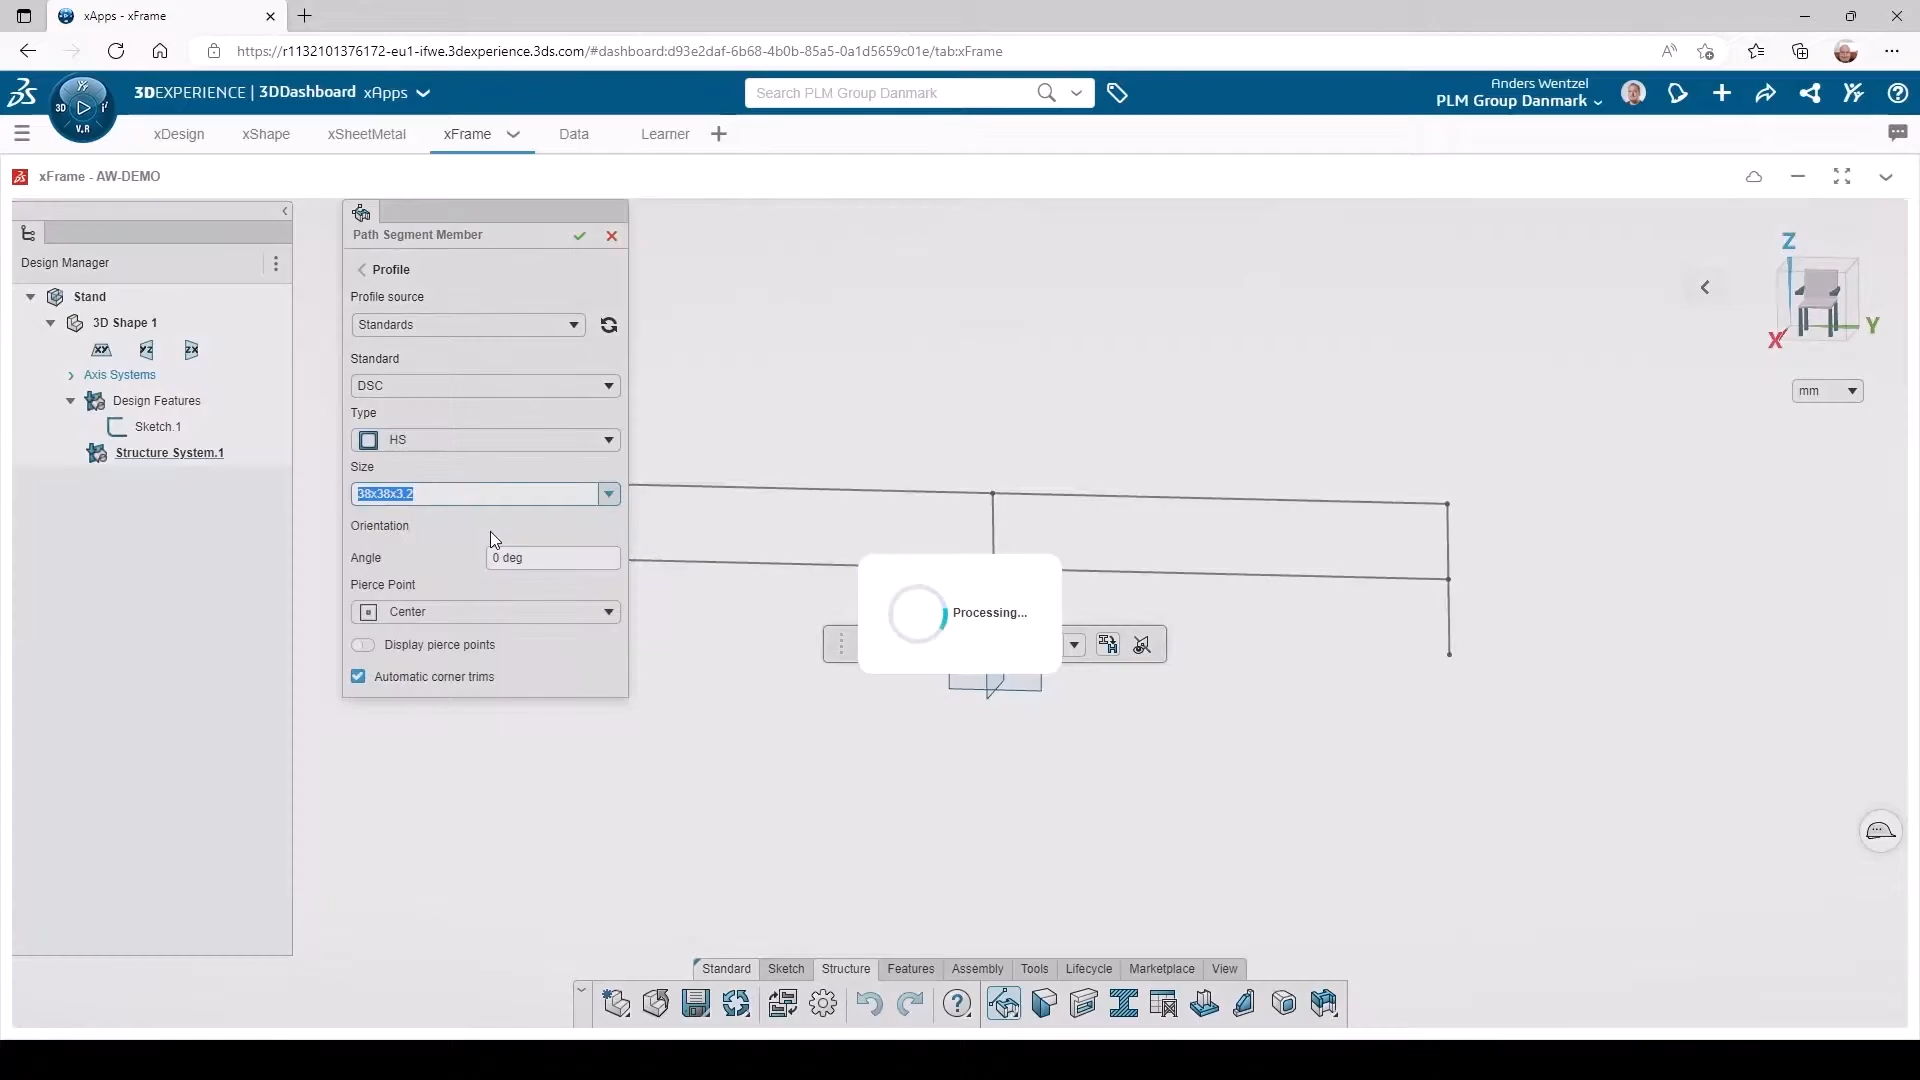 xApps - xFrame
https://r1132101376172-eu1-ifwe.3dexperience.3ds.com/#dashboard:d93e2daf-6b68-4b0b-85a5-0a1d5659c01e/tab:xFrame
3D
V.R
3DEXPERIENCE | 3DDashboard xApps
Search PLM Group Danmark
Anders Wentzel
PLM Group Danmark
xDesign
xShape
xSheetMetal
xFrame
Data
Learner
xFrame - AW-DEMO
Design Manager
Stand
3D Shape 1
xy
yz
zx
Axis Systems
Design Features
Sketch.1
Structure System.1
Path Segment Member
Profile
Profile source
Standards
Standard
DSC
Type
HS
Size
38x38x3.2
Orientation
Angle
0 deg
Pierce Point
Center
Display pierce points
Automatic corner trims
Processing...
Z
X
Y
mm
Standard
Sketch
Structure
Features
Assembly
Tools
Lifecycle
Marketplace
View